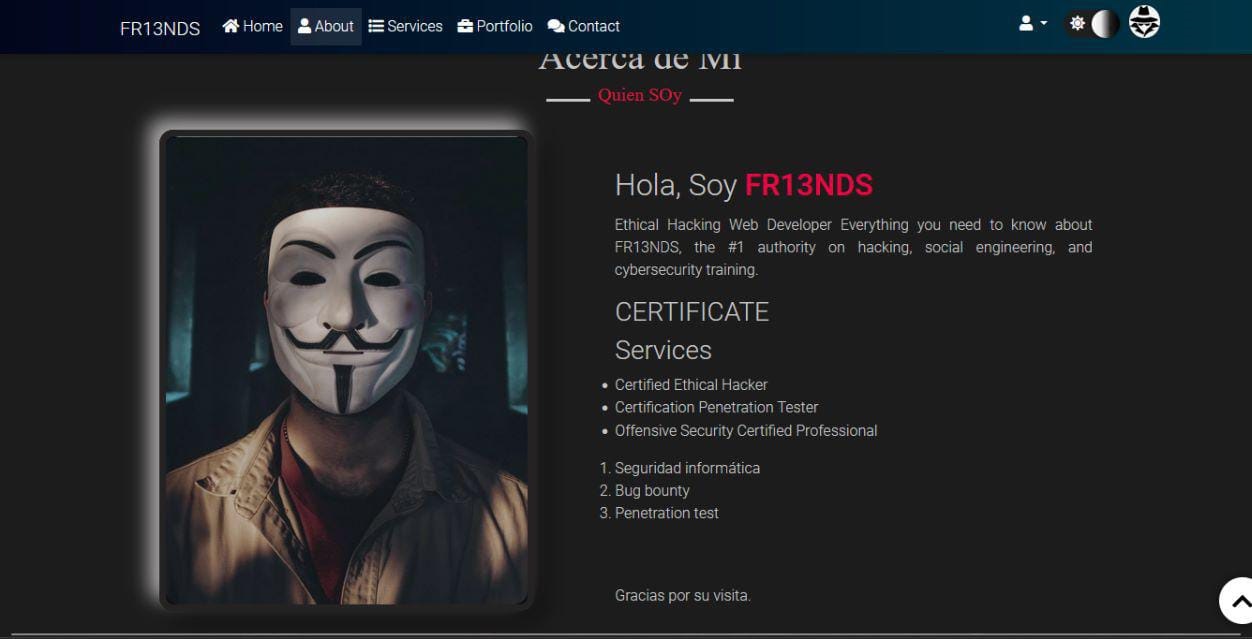 FR13NDS Home About Services Portfolio Contact
Acerca de Mi
Quien SOy
Hola, Soy FR13NDS
Ethical Hacking Web Developer Everything you need to know about
FR13NDS, the #1 authority on hacking, social engineering, and
cybersecurity training.
CERTIFICATE
Services
• Certified Ethical Hacker
• Certification Penetration Tester
• Offensive Security Certified Professional
1. Seguridad informática
2. Bug bounty
3. Penetration test
Gracias por su visita.